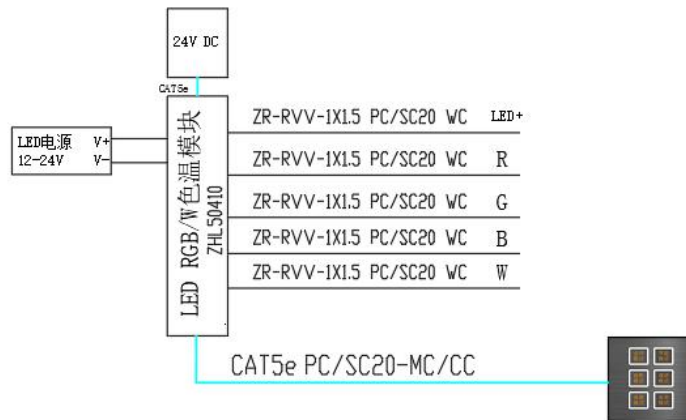 24V DC
CAT5e
LED电源 V+
12-24V V-
LED RGB/W色温模块
ZHL50410
ZR-RVV-1X1.5 PC/SC20 WC LED+
ZR-RVV-1X1.5 PC/SC20 WC R
ZR-RVV-1X1.5 PC/SC20 WC G
ZR-RVV-1X1.5 PC/SC20 WC B
ZR-RVV-1X1.5 PC/SC20 WC W
CAT5e PC/SC20-MC/CC